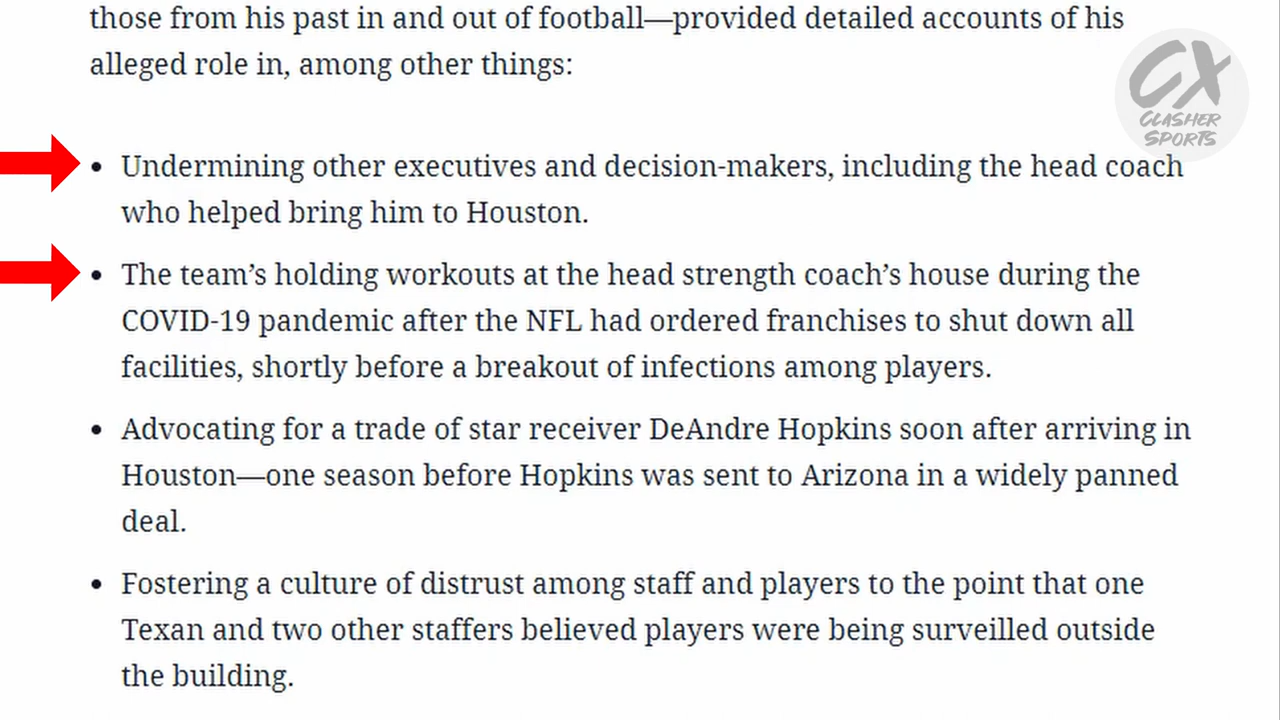 those from his past in and out of football—provided detailed accounts of his
alleged role in, among other things:
CX
CLASHER
SPORTS
• Undermining other executives and decision-makers, including the head coach
who helped bring him to Houston.
• The team’s holding workouts at the head strength coach’s house during the
COVID-19 pandemic after the NFL had ordered franchises to shut down all
facilities, shortly before a breakout of infections among players.
• Advocating for a trade of star receiver DeAndre Hopkins soon after arriving in
Houston—one season before Hopkins was sent to Arizona in a widely panned
deal.
• Fostering a culture of distrust among staff and players to the point that one
Texan and two other staffers believed players were being surveilled outside
the building.